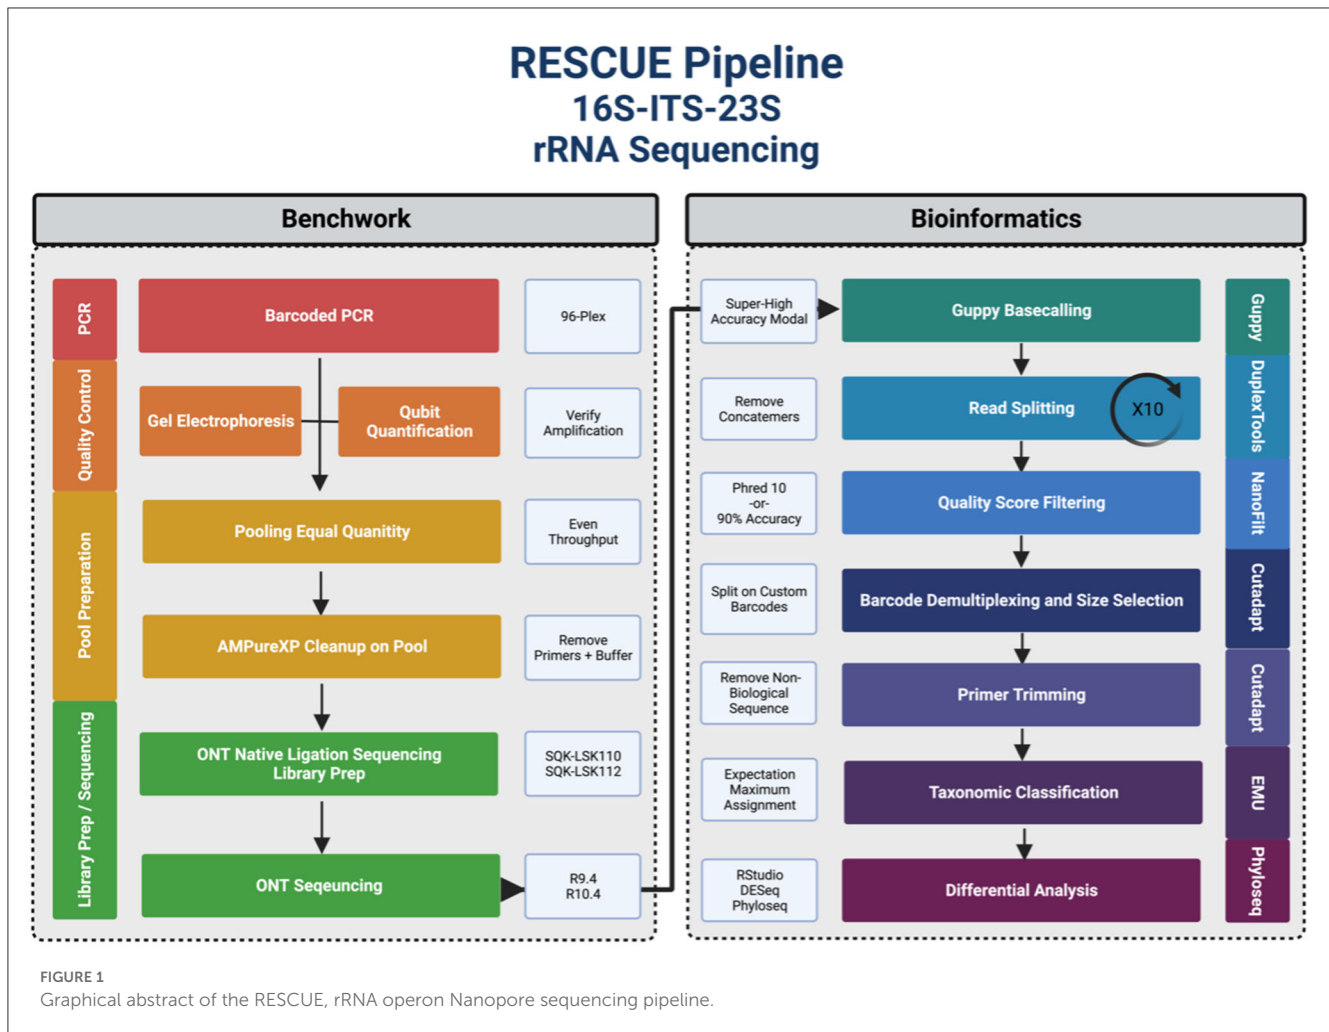 RESCUE Pipeline
16S-ITS-23S
rRNA Sequencing
Benchwork
PCR
Barcoded PCR
96-Plex
Quality Control
Gel Electrophoresis
Qubit
Quantification
Verify
Amplification
Pool Preparation
Pooling Equal Quanitity
Even
Throughput
AMPureXP Cleanup on Pool
Remove
Primers + Buffer
Library Prep / Sequencing
ONT Native Ligation Sequencing
Library Prep
SQK-LSK110
SQK-LSK112
ONT Seqeuncing
R9.4
R10.4
Bioinformatics
Super-High
Accuracy Modal
Guppy Basecalling
Guppy
Remove
Concatemers
Read Splitting
X10
DuplexTools
Phred 10
-or-
90% Accuracy
Quality Score Filtering
NanoFilt
Split on Custom
Barcodes
Barcode Demultiplexing and Size Selection
Cutadapt
Remove Non-
Biological
Sequence
Primer Trimming
Cutadapt
Expectation
Maximum
Assignment
Taxonomic Classification
EMU
RStudio
DESeq
Phyloseq
Differential Analysis
Phyloseq
FIGURE 1
Graphical abstract of the RESCUE, rRNA operon Nanopore sequencing pipeline.